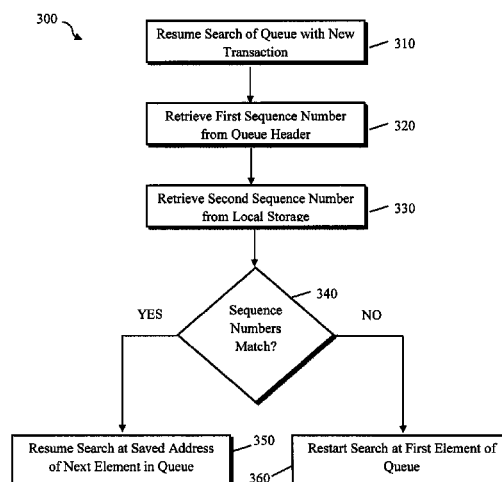 300
Resume Search of Queue with New
Transaction
310
Retrieve First Sequence Number
from Queue Header
320
Retrieve Second Sequence Number
from Local Storage
330
340
Sequence
Numbers
Match?
YES
NO
Resume Search at Saved Address
of Next Element in Queue
350
Restart Search at First Element of
Queue
360